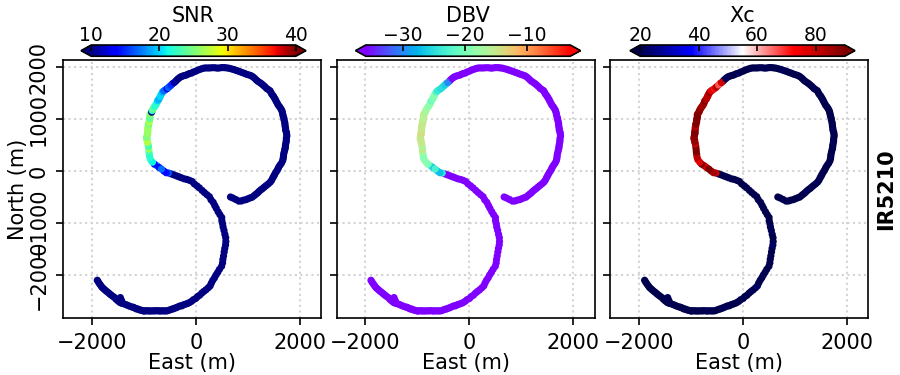 SNR DBV Xc
10 20 30 40 −30 −20 −10 20 40 60 80
North (m)
2000
1000
0
−1000
−2000
IR5210
−2000 0 2000 −2000 0 2000 −2000 0 2000
East (m) East (m) East (m)